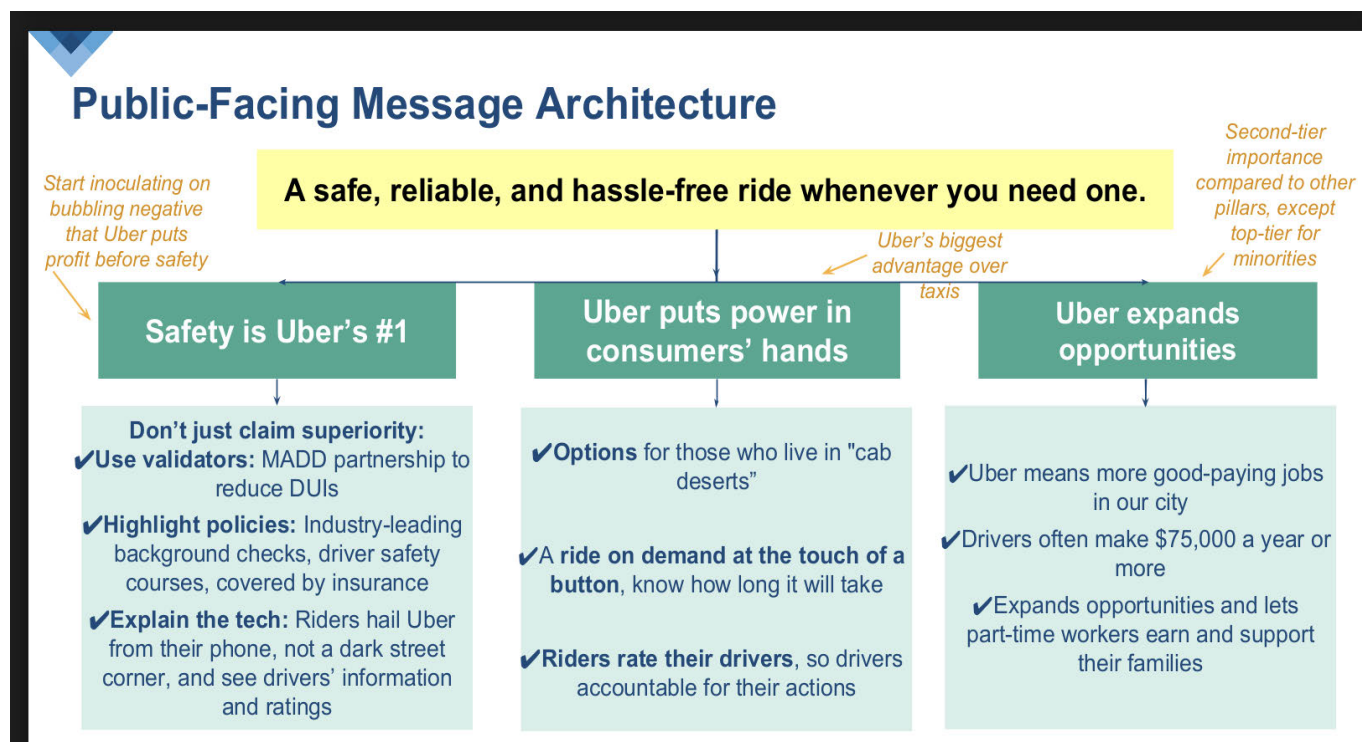 Public-Facing Message Architecture
Start inoculating on
bubbling negative
that Uber puts
profit before safety
A safe, reliable, and hassle-free ride whenever you need one.
Second-tier
importance
compared to other
pillars, except
top-tier for
minorities
Uber’s biggest
advantage over
taxis
Safety is Uber’s #1
Don’t just claim superiority:
✔Use validators: MADD partnership to
reduce DUIs
✔Highlight policies: Industry-leading
background checks, driver safety
courses, covered by insurance
✔Explain the tech: Riders hail Uber
from their phone, not a dark street
corner, and see drivers’ information
and ratings
Uber puts power in
consumers’ hands
✔Options for those who live in "cab
deserts”
✔A ride on demand at the touch of a
button, know how long it will take
✔Riders rate their drivers, so drivers
accountable for their actions
Uber expands
opportunities
✔Uber means more good-paying jobs
in our city
✔Drivers often make $75,000 a year or
more
✔Expands opportunities and lets
part-time workers earn and support
their families